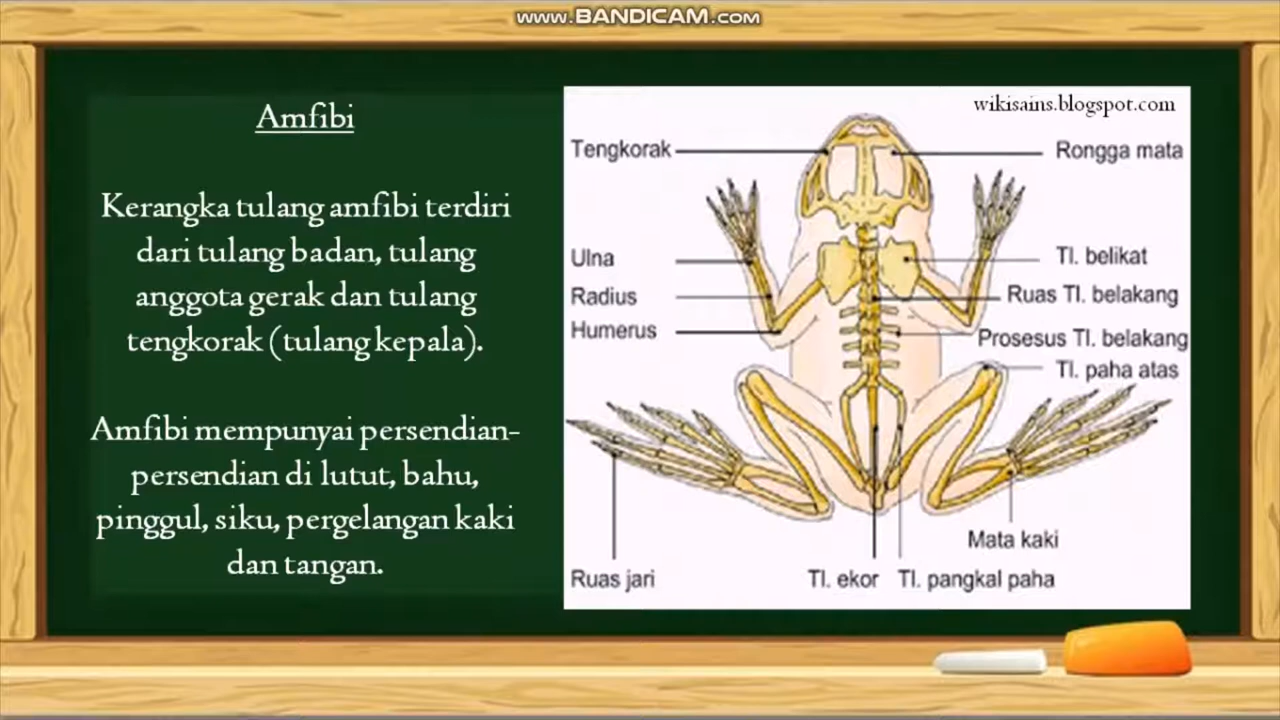 www.BANDICAM.com
Amfibi
Kerangka tulang amfibi terdiri
dari tulang badan, tulang
anggota gerak dan tulang
tengkorak (tulang kepala).
Amfibi mempunyai persendian-
persendian di lutut, bahu,
pinggul, siku, pergelangan kaki
dan tangan.
wikisains.blogspot.com
Tengkorak
Rongga mata
Ulna
Tl. belikat
Radius
Ruas Tl. belakang
Humerus
Prosesus Tl. belakang
Tl. paha atas
Mata kaki
Ruas jari
Tl. ekor
Tl. pangkal paha